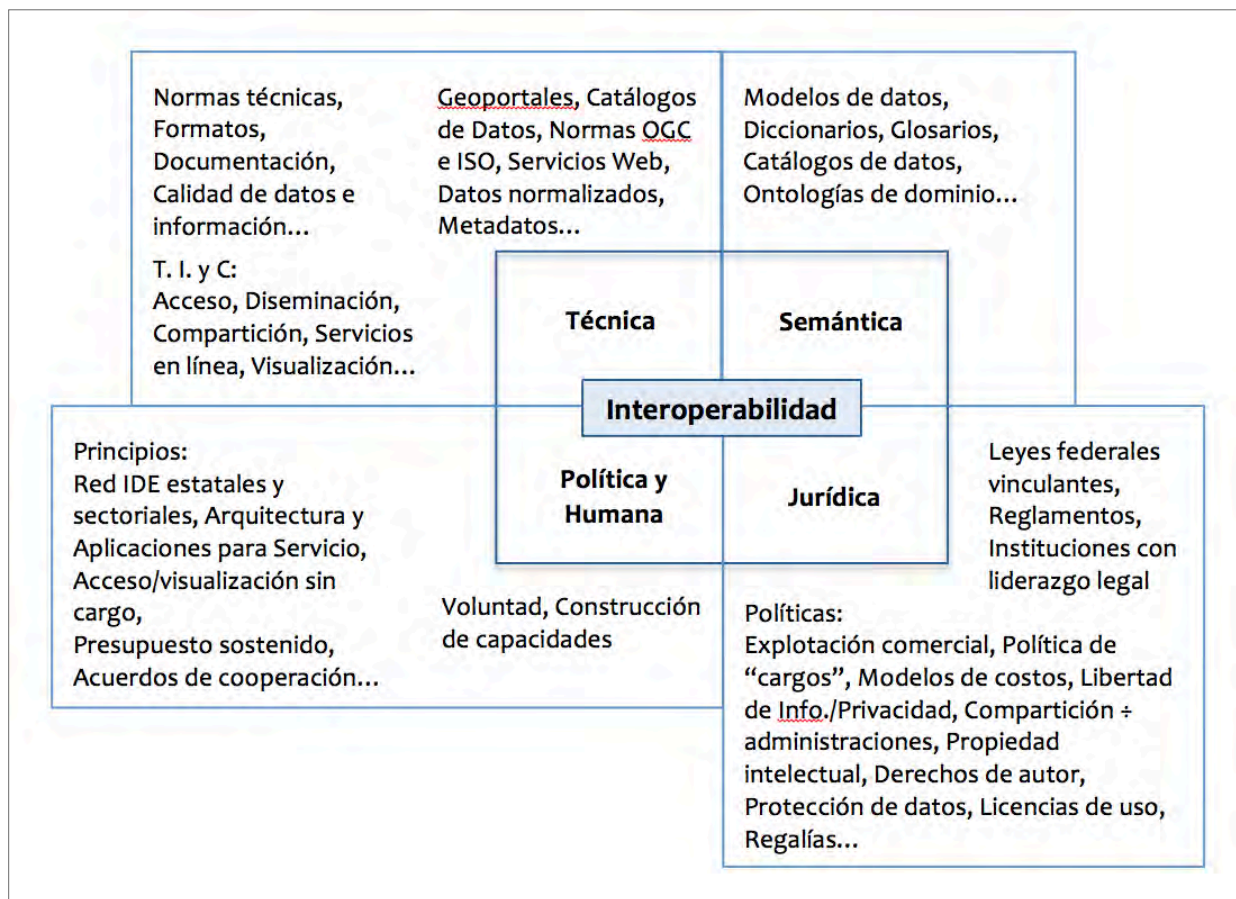 Normas técnicas,
Formatos,
Documentación,
Calidad de datos e
información...
T. I. y C:
Acceso, Diseminación,
Compartición, Servicios
en línea, Visualización...
Geoportales, Catálogos
de Datos, Normas OGC
e ISO, Servicios Web,
Datos normalizados,
Metadatos...
Modelos de datos,
Diccionarios, Glosarios,
Catálogos de datos,
Ontologías de dominio...
Técnica
Semántica
Interoperabilidad
Política y
Humana
Jurídica
Principios:
Red IDE estatales y
sectoriales, Arquitectura y
Aplicaciones para Servicio,
Acceso/visualización sin
cargo,
Presupuesto sostenido,
Acuerdos de cooperación...
Voluntad, Construcción
de capacidades
Leyes federales
vinculantes,
Reglamentos,
Instituciones con
liderazgo legal
Políticas:
Explotación comercial, Política de
“cargos”, Modelos de costos, Libertad
de Info./Privacidad, Compartición ÷
administraciones, Propiedad
intelectual, Derechos de autor,
Protección de datos, Licencias de uso,
Regalías...